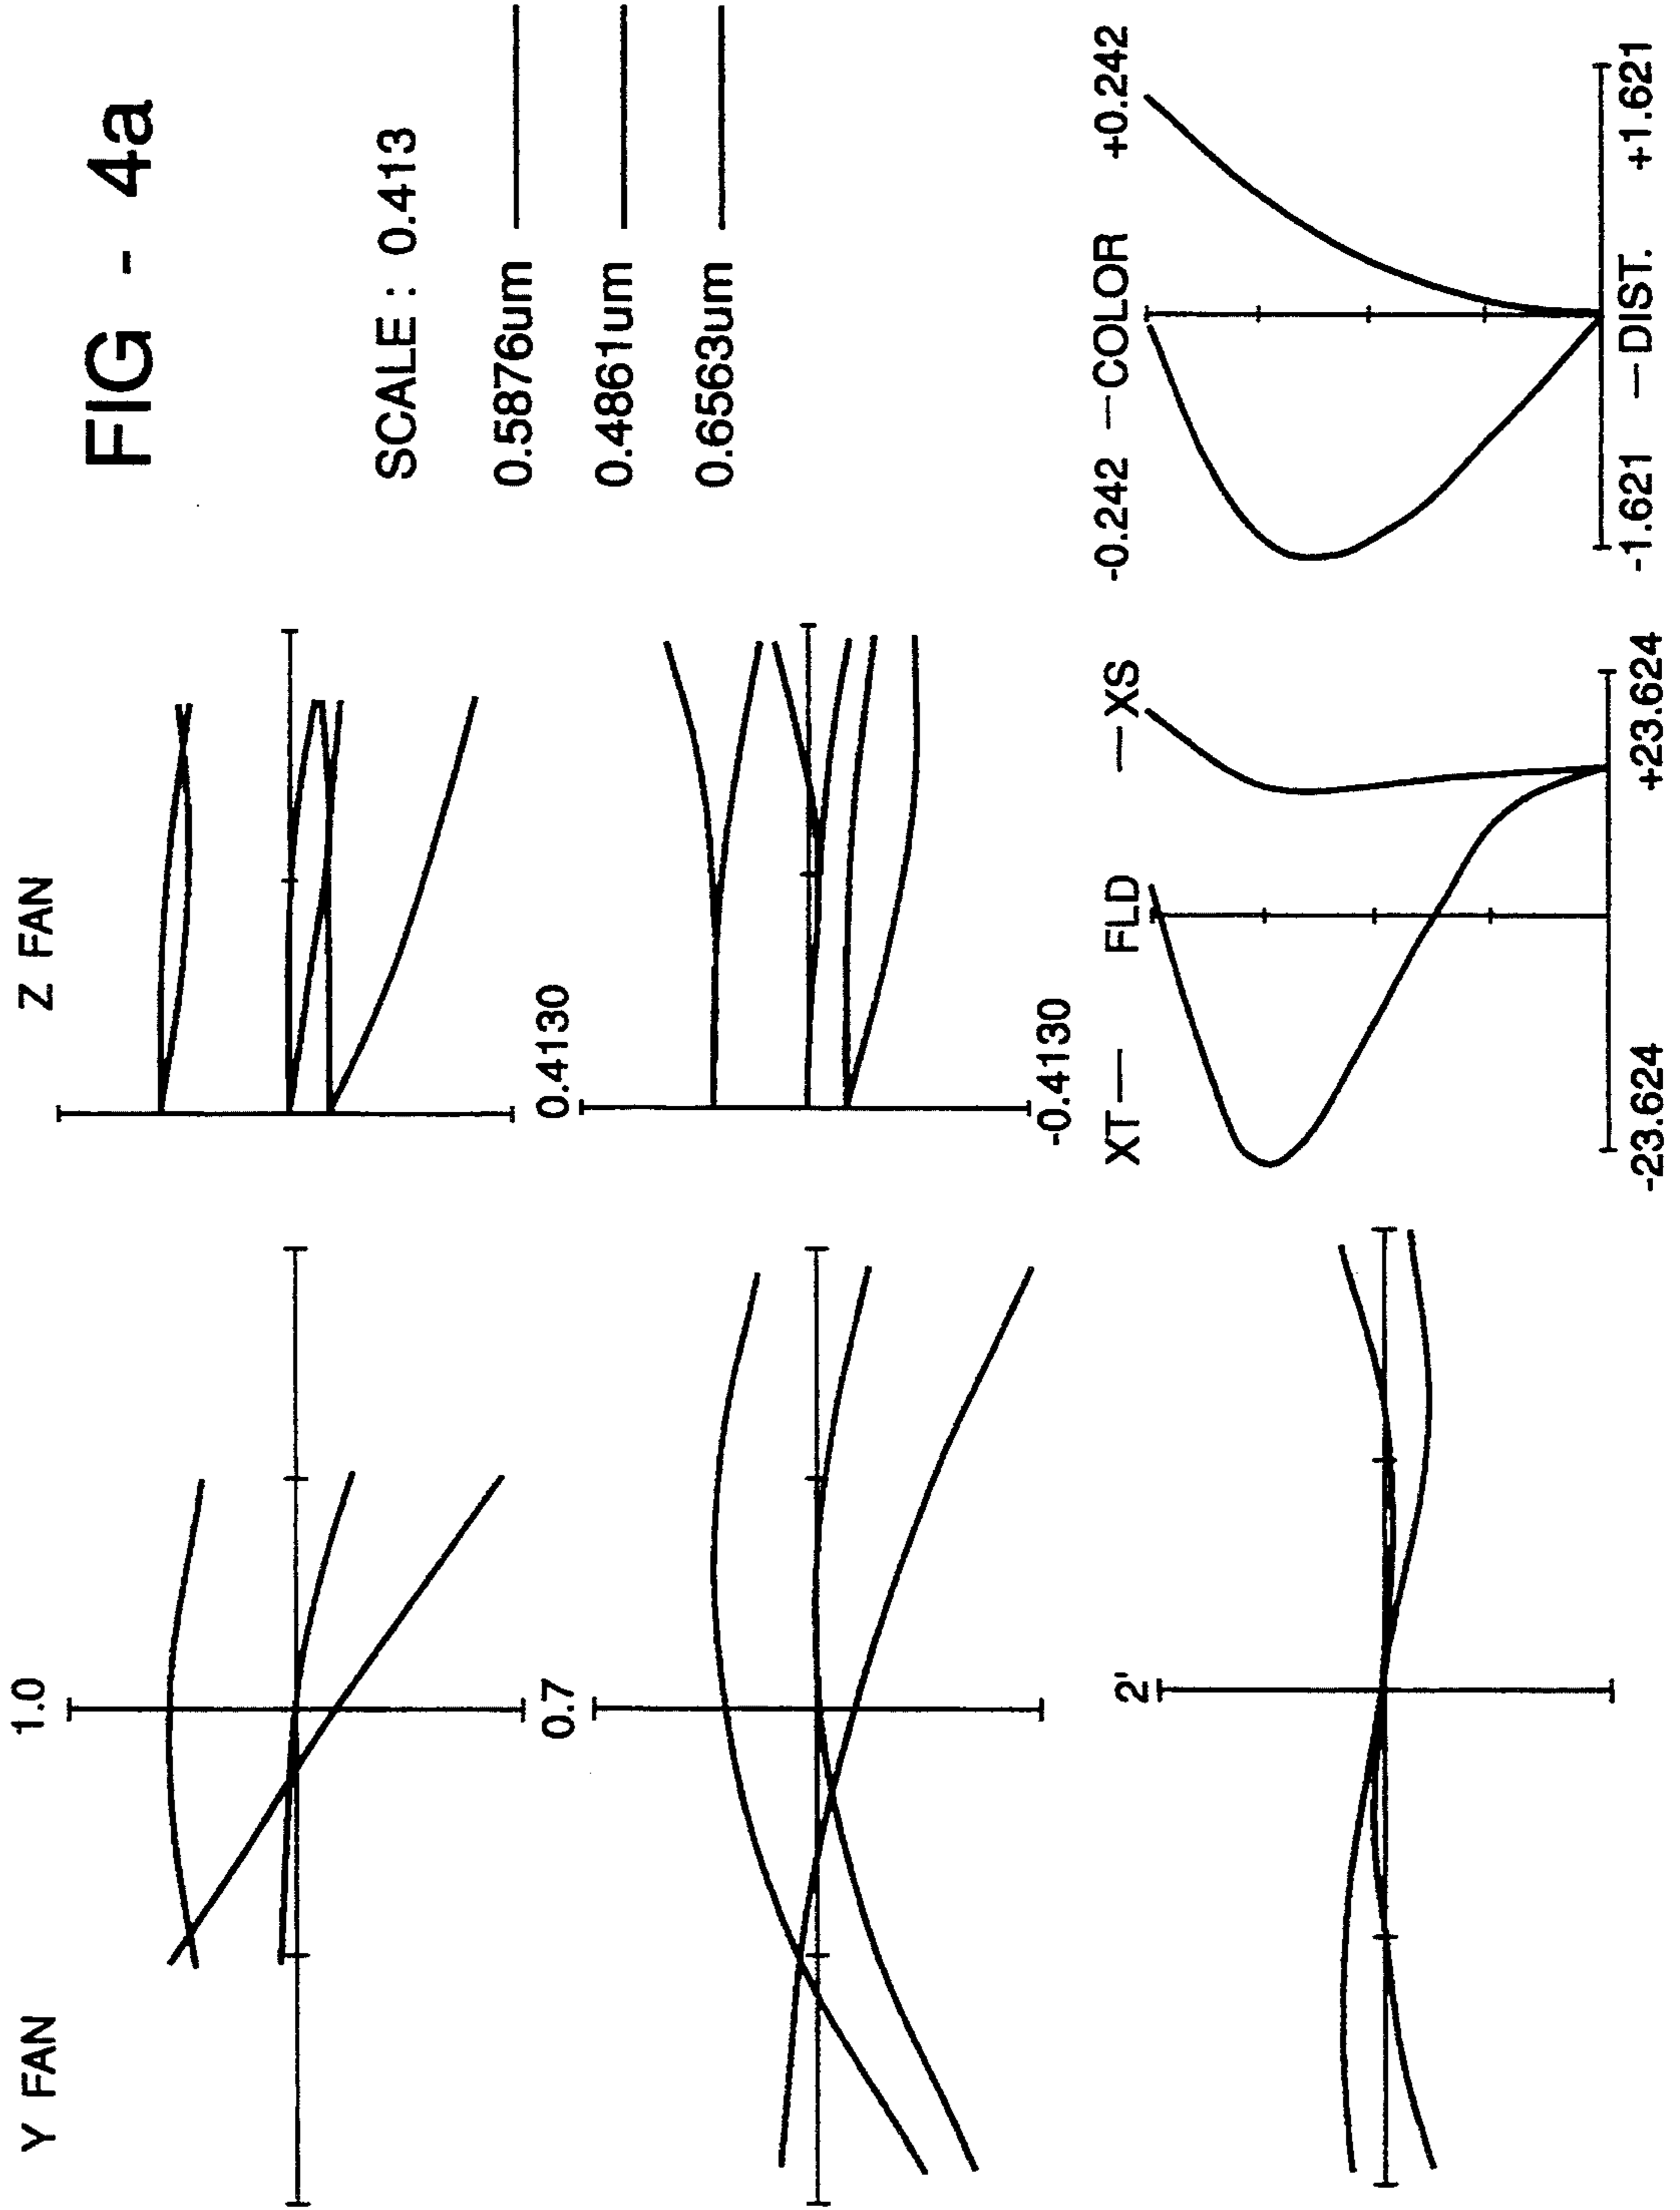 Y FAN
1.0
Z FAN
FIG - 4a
SCALE : 0.413
0.5876um
0.4861um
0.6563um
0.7
0.4130
-0.4130
2'
XT — FLD — XS
-0.242 — COLOR +0.242
-23.624 +23.624
-1.621 — DIST. +1.621